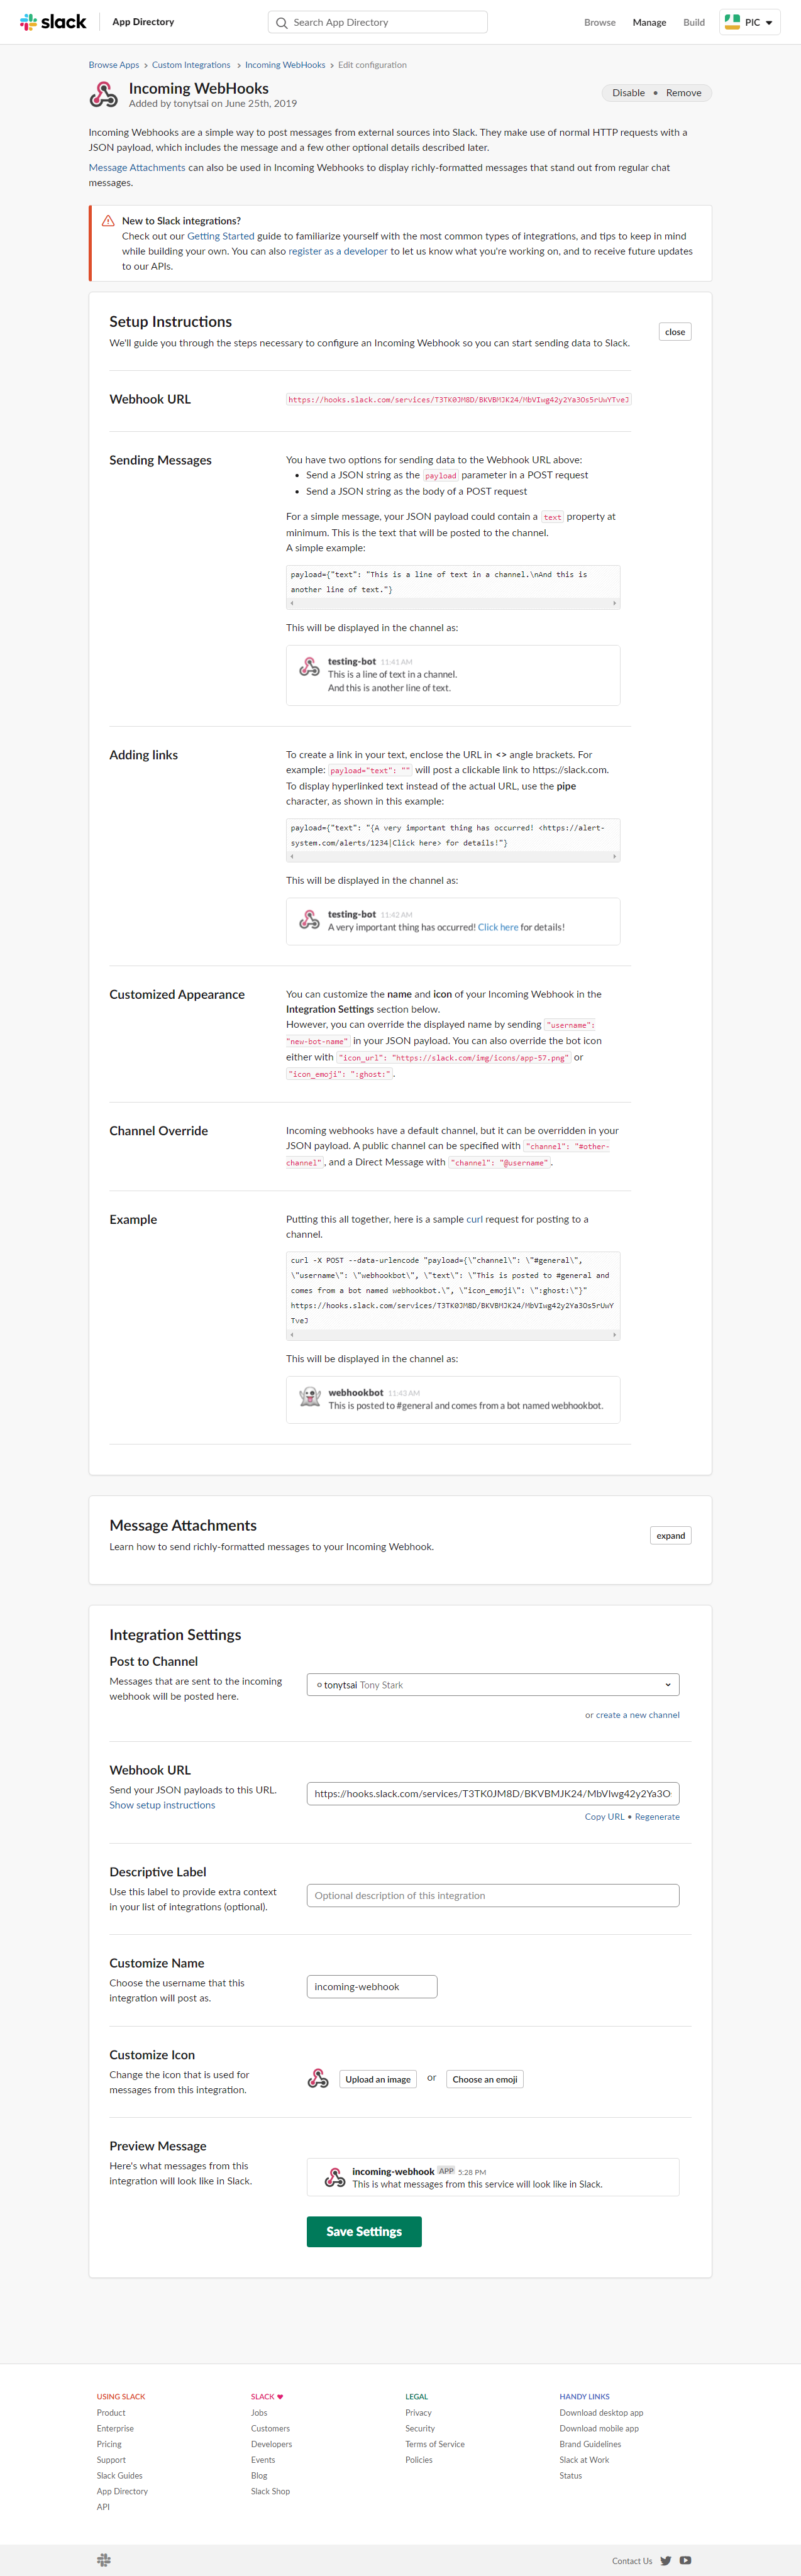 slack
App Directory
Search App Directory
Browse
Manage
Build
PIC
Browse Apps › Custom Integrations › Incoming WebHooks › Edit configuration
Incoming WebHooks
Added by tonytsai on June 25th, 2019
Disable • Remove
Incoming Webhooks are a simple way to post messages from external sources into Slack. They make use of normal HTTP requests with a
JSON payload, which includes the message and a few other optional details described later.
Message Attachments can also be used in Incoming Webhooks to display richly-formatted messages that stand out from regular chat
messages.
New to Slack integrations?
Check out our Getting Started guide to familiarize yourself with the most common types of integrations, and tips to keep in mind
while building your own. You can also register as a developer to let us know what you're working on, and to receive future updates
to our APIs.
Setup Instructions
We'll guide you through the steps necessary to configure an Incoming Webhook so you can start sending data to Slack.
close
Webhook URL
https://hooks.slack.com/services/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
Sending Messages
You have two options for sending data to the Webhook URL above:
• Send a JSON string as the payload parameter in a POST request
• Send a JSON string as the body of a POST request
For a simple message, your JSON payload could contain a text property at
minimum. This is the text that will be posted to the channel.
A simple example:
payload={"text": "This is a line of text in a channel.\nAnd this is
another line of text."}
This will be displayed in the channel as:
testing-bot 11:41 AM
This is a line of text in a channel.
And this is another line of text.
Adding links
To create a link in your text, enclose the URL in <> angle brackets. For
example: payload="text": "" will post a clickable link to https://slack.com.
To display hyperlinked text instead of the actual URL, use the pipe
character, as shown in this example:
payload={"text": "{A very important thing has occurred! <https://alert-
system.com/alerts/1234|Click here> for details!"}
This will be displayed in the channel as:
testing-bot 11:42 AM
A very important thing has occurred! Click here for details!
Customized Appearance
You can customize the name and icon of your Incoming Webhook in the
Integration Settings section below.
However, you can override the displayed name by sending "username":
"new-bot-name" in your JSON payload. You can also override the bot icon
either with "icon_url": "https://slack.com/img/icons/app-57.png" or
"icon_emoji": ":ghost:".
Channel Override
Incoming webhooks have a default channel, but it can be overridden in your
JSON payload. A public channel can be specified with "channel": "#other-
channel", and a Direct Message with "channel": "@username".
Example
Putting this all together, here is a sample curl request for posting to a
channel.
curl -X POST --data-urlencode "payload={\"channel\": \"#general\",
\"username\": \"webhookbot\", \"text\": \"This is posted to #general and
comes from a bot named webhookbot.\", \"icon_emoji\": \":ghost:\"}"
https://hooks.slack.com/services/T3TK0JM8D/BKVBMJK24/MbVIwg42y2Ya3Os5rUwY
TveJ
This will be displayed in the channel as:
webhookbot 11:43 AM
This is posted to #general and comes from a bot named webhookbot.
Message Attachments
Learn how to send richly-formatted messages to your Incoming Webhook.
expand
Integration Settings
Post to Channel
Messages that are sent to the incoming
webhook will be posted here.
tonytsai Tony Stark
or create a new channel
Webhook URL
Send your JSON payloads to this URL.
Show setup instructions
https://hooks.slack.com/services/T3TK0JM8D/BKVBMJK24/MbVIwg42y2Ya3O
Copy URL • Regenerate
Descriptive Label
Use this label to provide extra context
in your list of integrations (optional).
Optional description of this integration
Customize Name
Choose the username that this
integration will post as.
incoming-webhook
Customize Icon
Change the icon that is used for
messages from this integration.
Upload an image or Choose an emoji
Preview Message
Here's what messages from this
integration will look like in Slack.
incoming-webhook APP 5:28 PM
This is what messages from this service will look like in Slack.
Save Settings
USING SLACK
Product
Enterprise
Pricing
Support
Slack Guides
App Directory
API
SLACK ♥
Jobs
Customers
Developers
Events
Blog
Slack Shop
LEGAL
Privacy
Security
Terms of Service
Policies
HANDY LINKS
Download desktop app
Download mobile app
Brand Guidelines
Slack at Work
Status
Contact Us